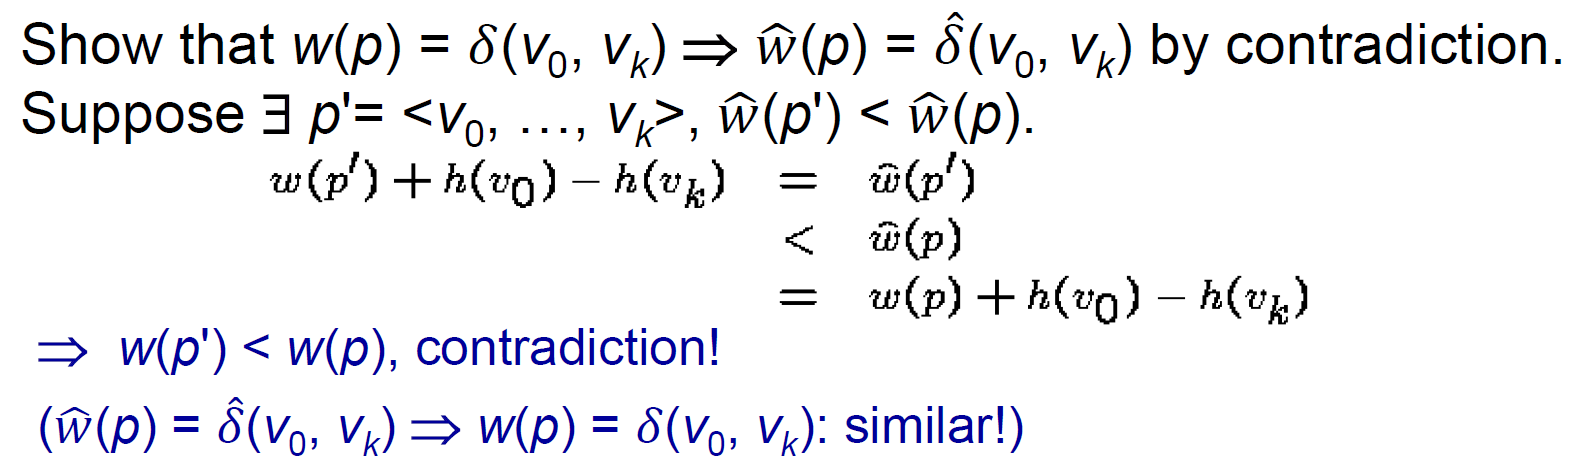 Show that w(p) = δ(v₀, vₖ) ⇒ ŵ(p) = δ̂(v₀, vₖ) by contradiction.
Suppose ∃ p'= <v₀, …, vₖ>, ŵ(p') < ŵ(p).
w(p′) + h(v₀) − h(vₖ) = ŵ(p′)
< ŵ(p)
= w(p) + h(v₀) − h(vₖ)
⇒ w(p') < w(p), contradiction!
(ŵ(p) = δ̂(v₀, vₖ) ⇒ w(p) = δ(v₀, vₖ): similar!)